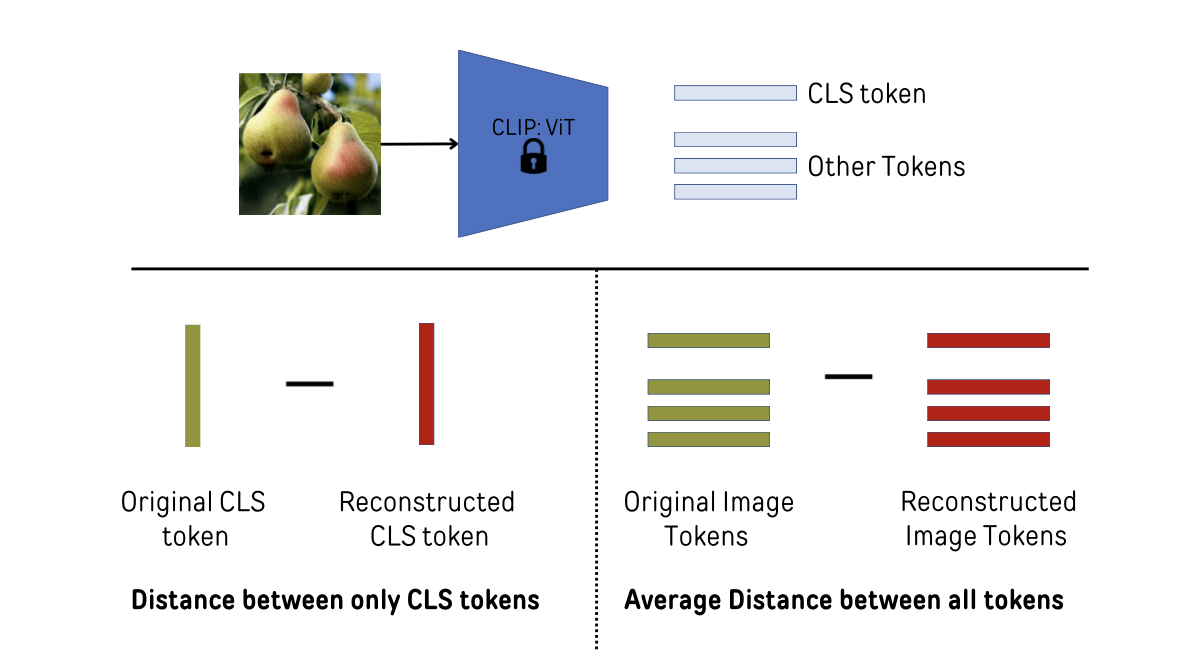 CLIP: ViT
CLS token
Other Tokens
Original CLS
token
Reconstructed
CLS token
Distance between only CLS tokens
Original Image
Tokens
Reconstructed
Image Tokens
Average Distance between all tokens